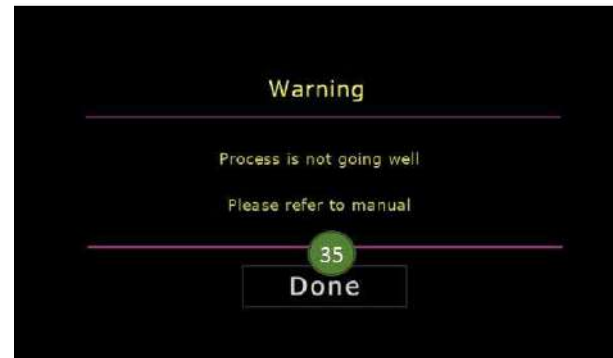 Warning
Process is not going well
Please refer to manual
35
Done